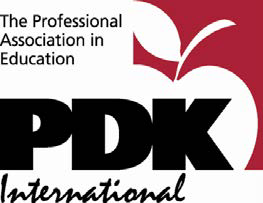 The Professional
Association in
Education
PDK
International